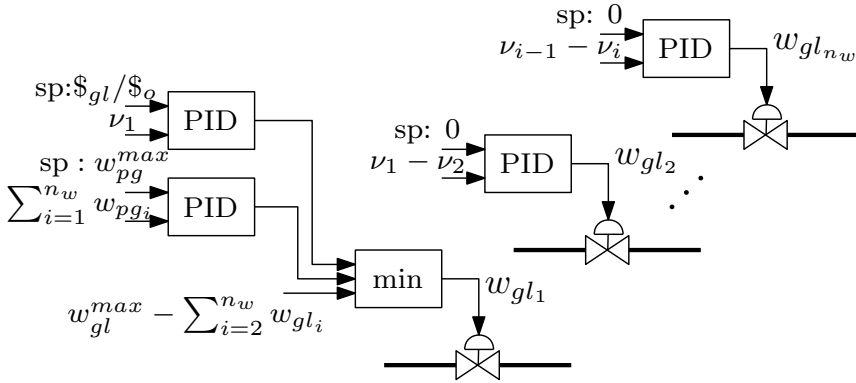 sp: 0
ν_{i−1} − ν_i
PID
w_{gl_{n_w}}
sp:$_{gl}/$_o
ν_1
PID
sp : w_{pg}^{max}
∑_{i=1}^{n_w} w_{pg_i}
PID
sp: 0
ν_1 − ν_2
PID
w_{gl_2}
min
w_{gl_1}
w_{gl}^{max} − ∑_{i=2}^{n_w} w_{gl_i}